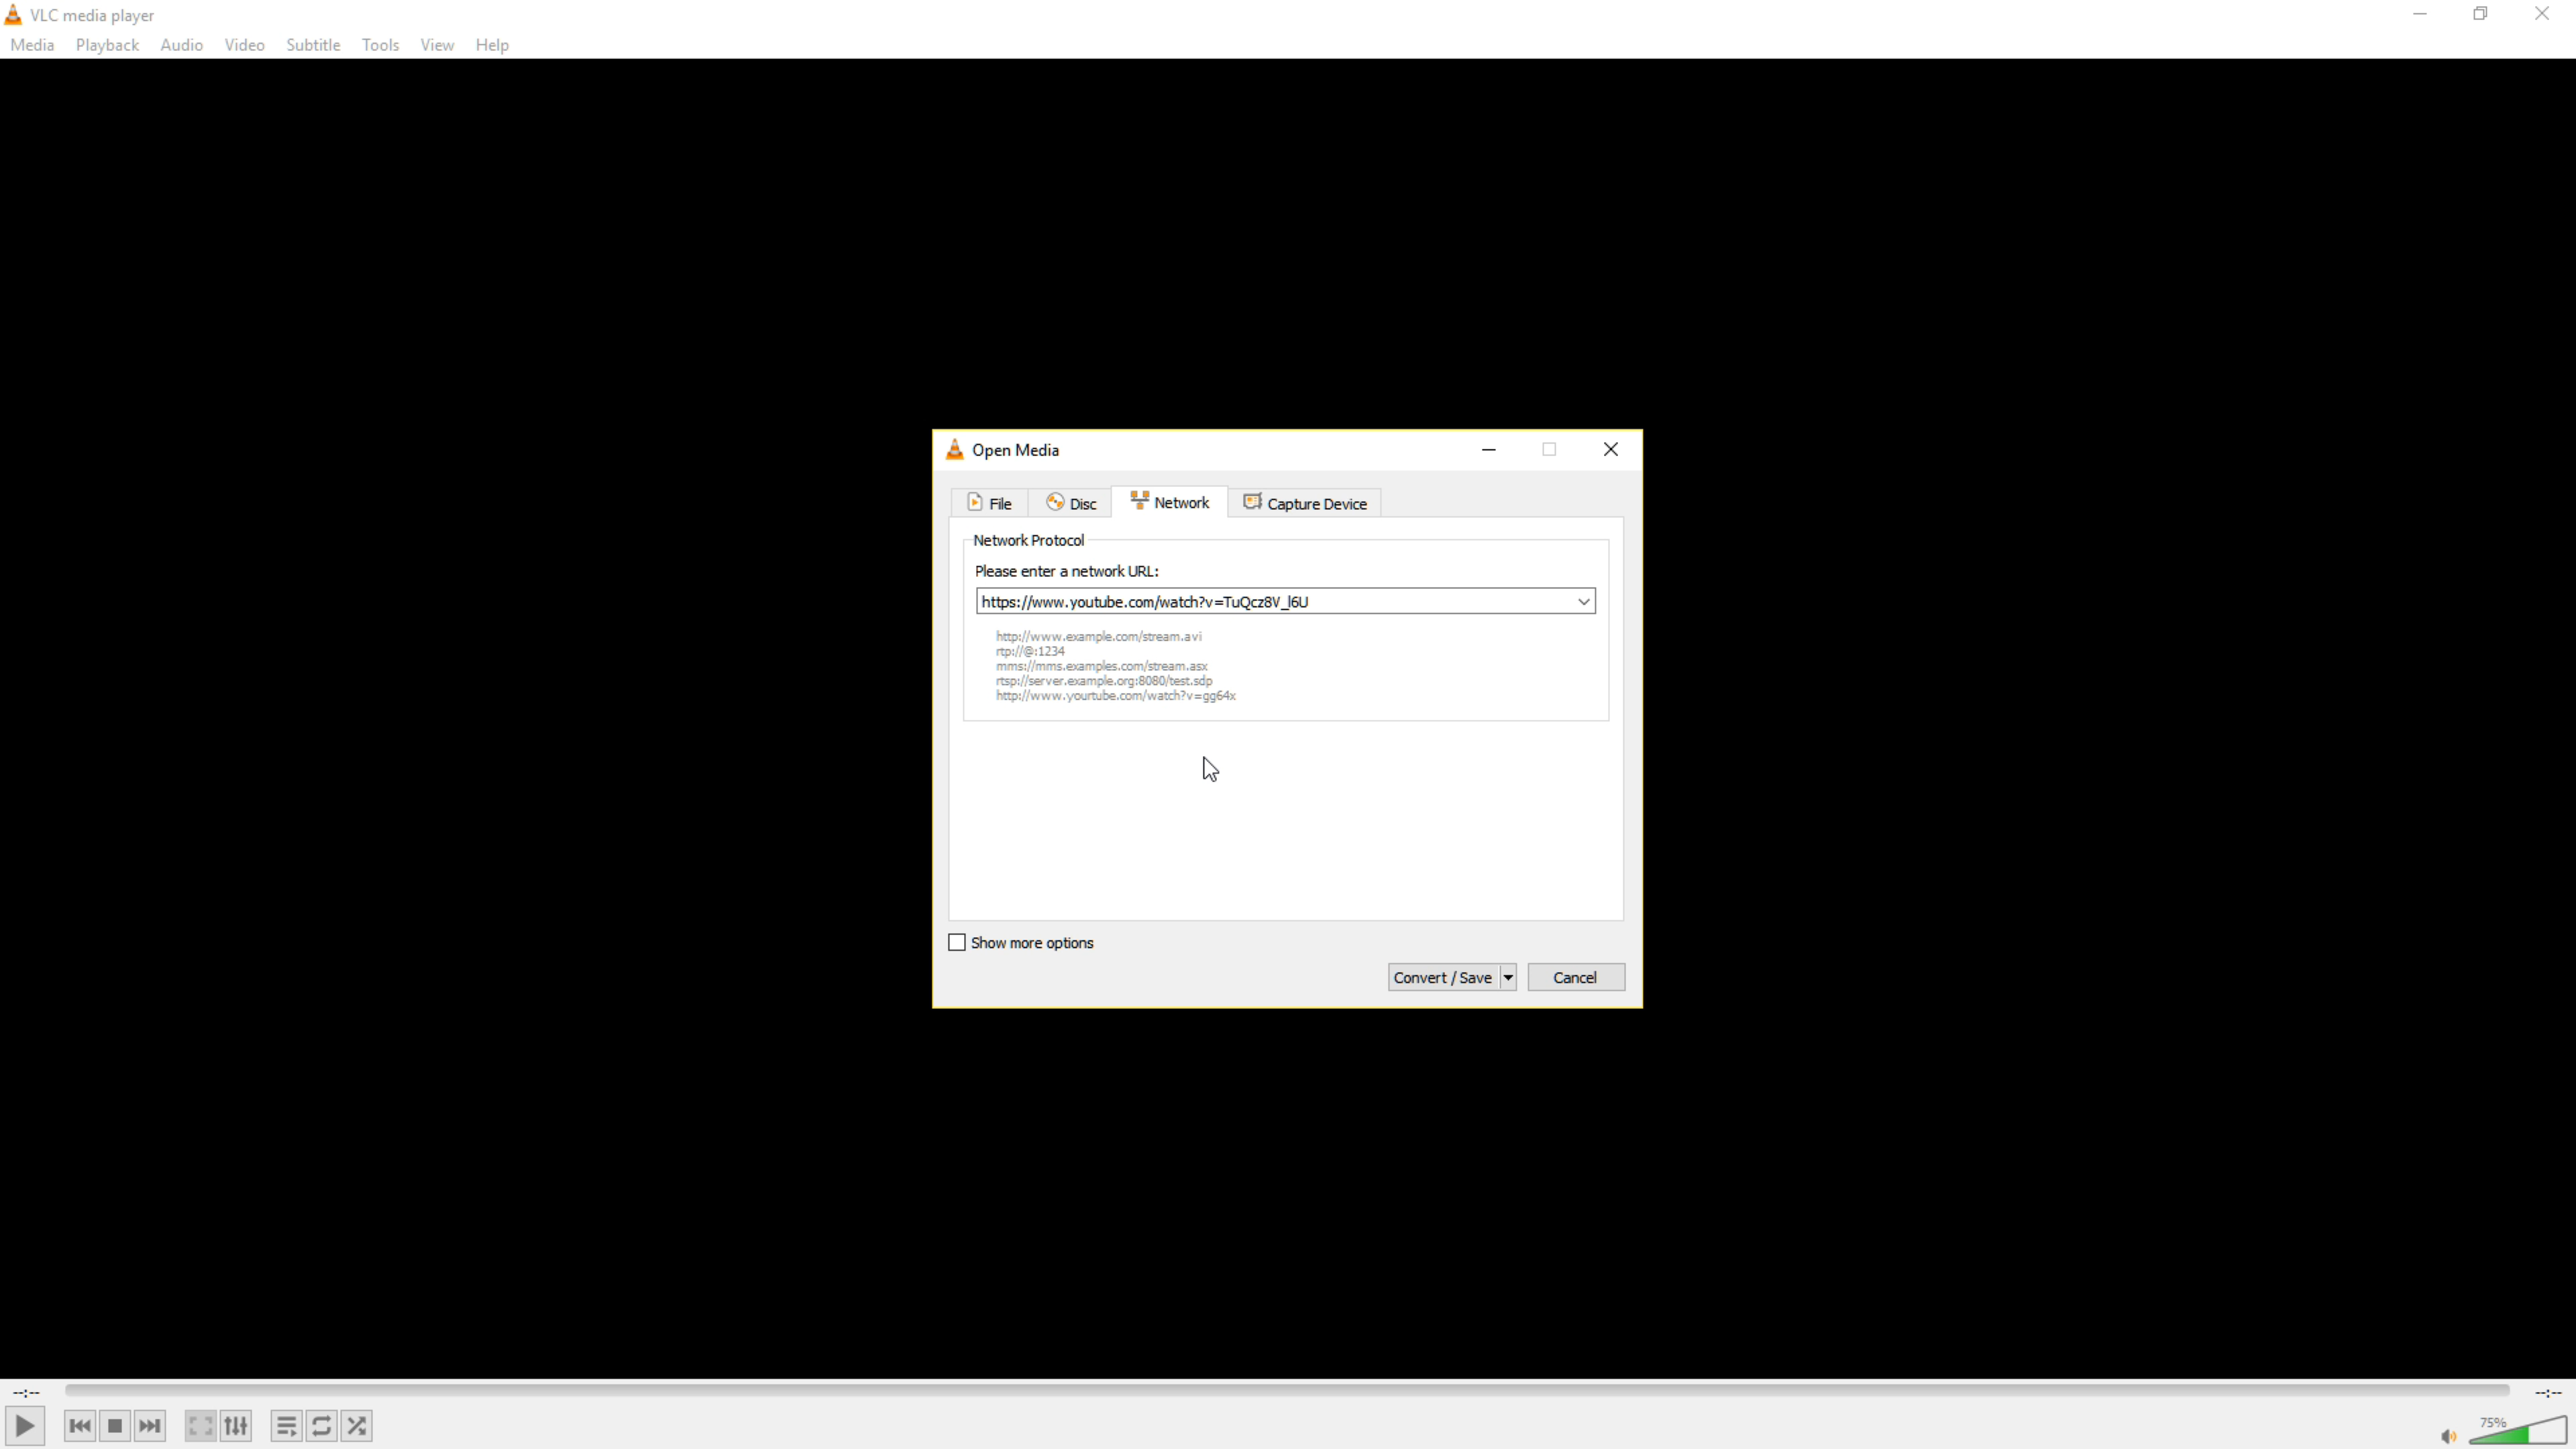 VLC media player
Media Playback Audio Video Subtitle Tools View Help
Open Media
File Disc Network Capture Device
Network Protocol
Please enter a network URL:
https://www.youtube.com/watch?v=TuQcz8V_l6U
http://www.example.com/stream.avi
rtp://@:1234
mms://mms.examples.com/stream.asx
rtsp://server.example.org:8080/test.sdp
http://www.yourtube.com/watch?v=gg64x
Show more options
Convert / Save Cancel
--:-- --:--
75%